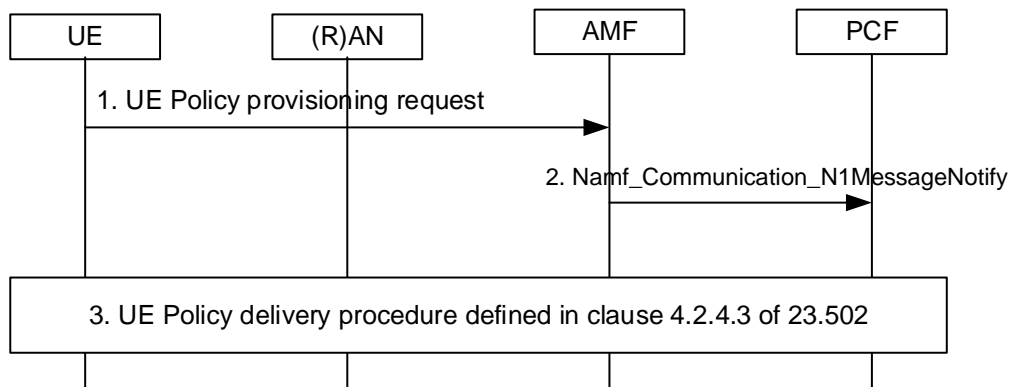 UE
(R)AN
AMF
PCF
1. UE Policy provisioning request
2. Namf_Communication_N1MessageNotify
3. UE Policy delivery procedure defined in clause 4.2.4.3 of 23.502